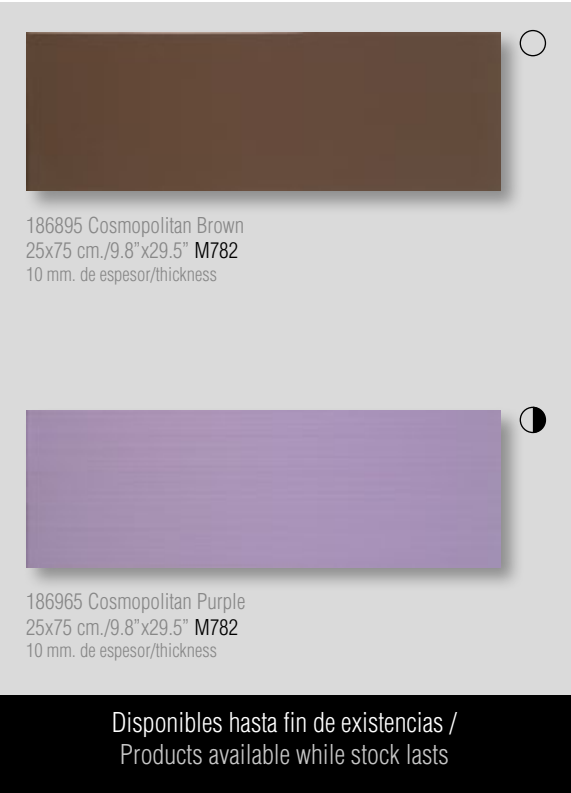 186895 Cosmopolitan Brown
25x75 cm./9.8”x29.5” M782
10 mm. de espesor/thickness
186965 Cosmopolitan Purple
25x75 cm./9.8”x29.5” M782
10 mm. de espesor/thickness
Disponibles hasta fin de existencias /
Products available while stock lasts